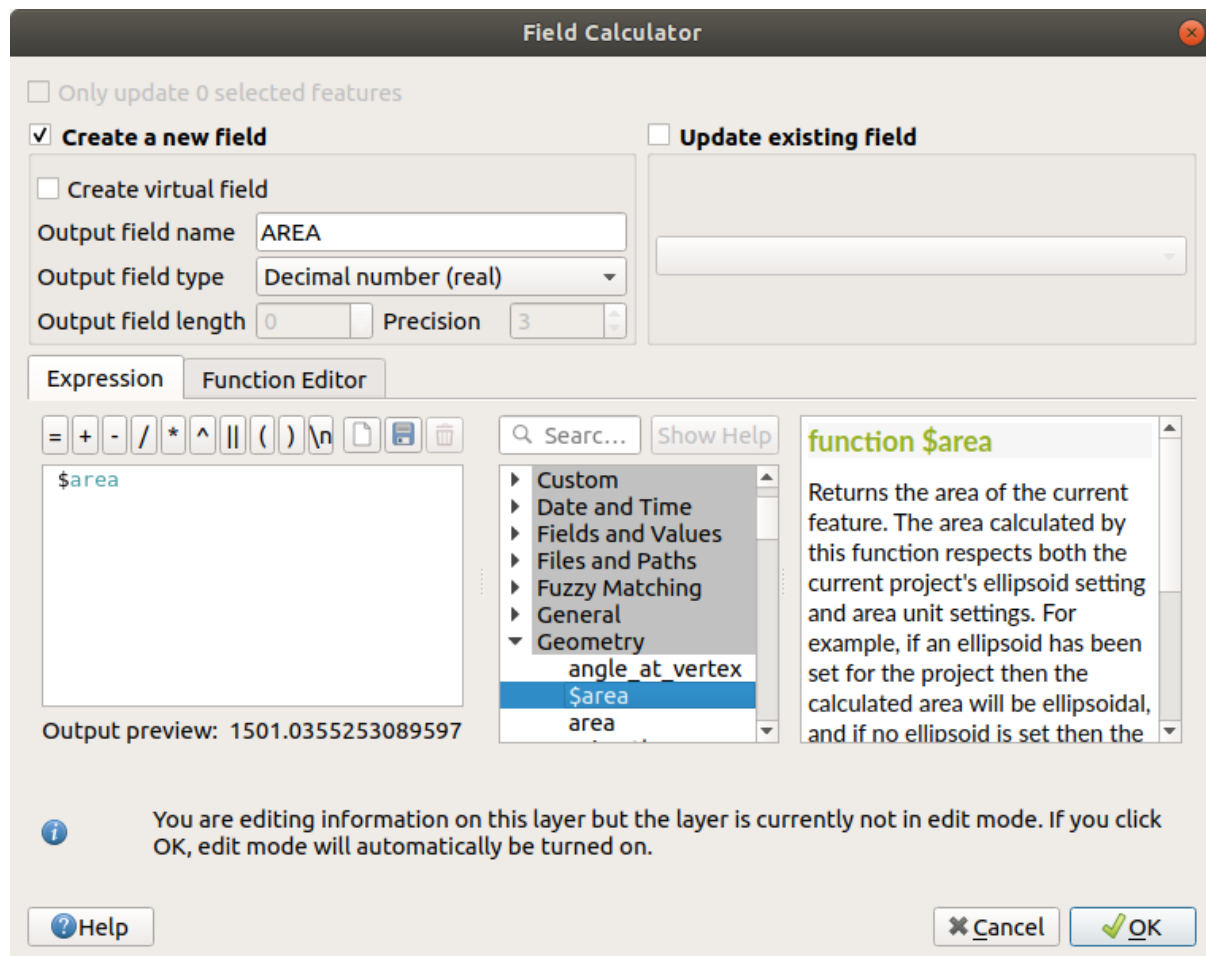 Field Calculator
Only update 0 selected features
Create a new field
Update existing field
Create virtual field
Output field name AREA
Output field type Decimal number (real)
Output field length 0 Precision 3
Expression Function Editor
= + - / * ^ || ( ) \n
Searc... Show Help
$area
Output preview: 1501.0355253089597
Custom
Date and Time
Fields and Values
Files and Paths
Fuzzy Matching
General
Geometry
angle_at_vertex
$area
area
function $area
Returns the area of the current
feature. The area calculated by
this function respects both the
current project's ellipsoid setting
and area unit settings. For
example, if an ellipsoid has been
set for the project then the
calculated area will be ellipsoidal,
and if no ellipsoid is set then the
You are editing information on this layer but the layer is currently not in edit mode. If you click
OK, edit mode will automatically be turned on.
Help
Cancel OK